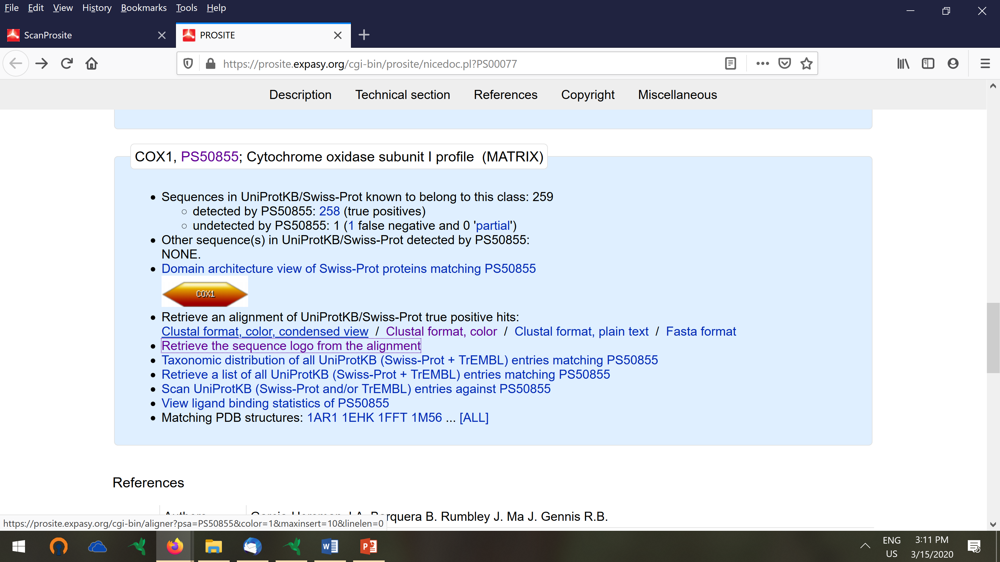 File Edit View History Bookmarks Tools Help
ScanProsite
PROSITE
https://prosite.expasy.org/cgi-bin/prosite/nicedoc.pl?PS00077
Description Technical section References Copyright Miscellaneous
COX1, PS50855; Cytochrome oxidase subunit I profile (MATRIX)
Sequences in UniProtKB/Swiss-Prot known to belong to this class: 259
detected by PS50855: 258 (true positives)
undetected by PS50855: 1 (1 false negative and 0 'partial')
Other sequence(s) in UniProtKB/Swiss-Prot detected by PS50855:
NONE.
Domain architecture view of Swiss-Prot proteins matching PS50855
COX1
Retrieve an alignment of UniProtKB/Swiss-Prot true positive hits:
Clustal format, color, condensed view / Clustal format, color / Clustal format, plain text / Fasta format
Retrieve the sequence logo from the alignment
Taxonomic distribution of all UniProtKB (Swiss-Prot + TrEMBL) entries matching PS50855
Retrieve a list of all UniProtKB (Swiss-Prot + TrEMBL) entries matching PS50855
Scan UniProtKB (Swiss-Prot and/or TrEMBL) entries against PS50855
View ligand binding statistics of PS50855
Matching PDB structures: 1AR1 1EHK 1FFT 1M56 ... [ALL]
References
Authors B. Rumbley J. Ma J. Gennis R.B.
https://prosite.expasy.org/cgi-bin/aligner?psa=PS50855&color=1&maxinsert=10&linelen=0
W
P
ENG
US
3:11 PM
3/15/2020